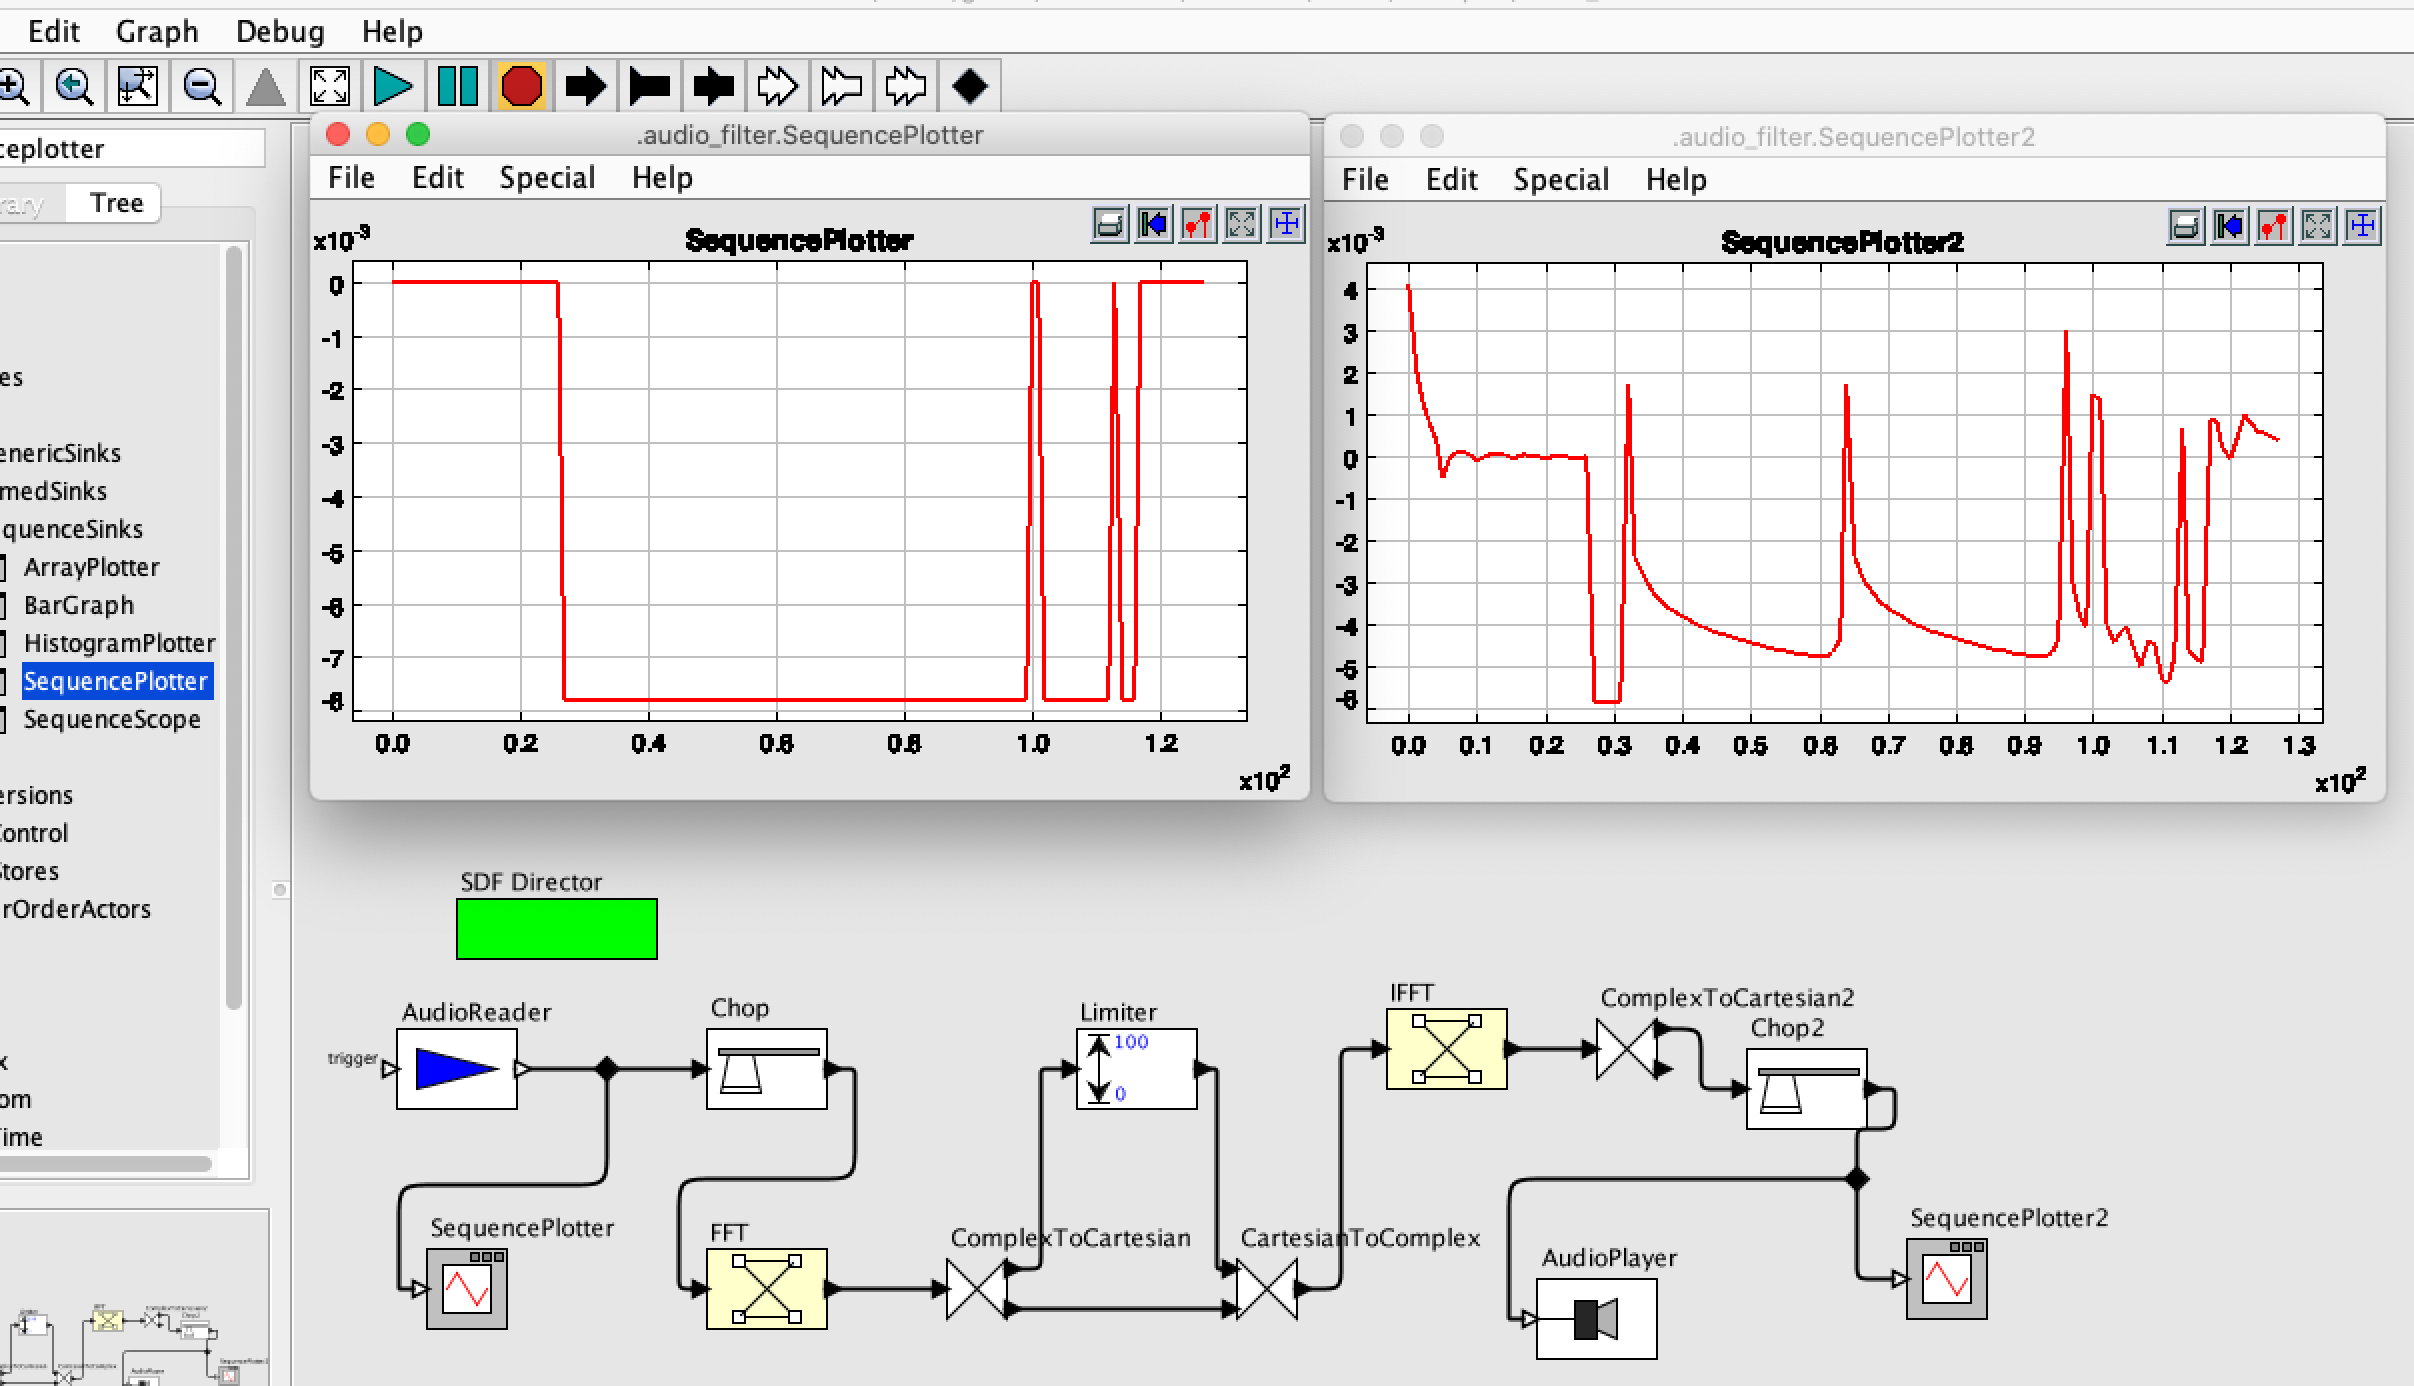 Edit Graph Debug Help
ceplotter
rary
Tree
.audio_filter.SequencePlotter
File Edit Special Help
SequencePlotter
x10-3
0
-1
-2
-3
-4
-5
-6
-7
-8
0.0 0.2 0.4 0.6 0.8 1.0 1.2
x102
.audio_filter.SequencePlotter2
File Edit Special Help
SequencePlotter2
x10-3
4
3
2
1
0
-1
-2
-3
-4
-5
-6
0.0 0.1 0.2 0.3 0.4 0.5 0.6 0.7 0.8 0.9 1.0 1.1 1.2 1.3
x102
es
enericSinks
medSinks
quenceSinks
ArrayPlotter
BarGraph
HistogramPlotter
SequencePlotter
SequenceScope
ersions
Control
Stores
rOrderActors
x
om
Time
SDF Director
AudioReader
trigger
Chop
Limiter
100
0
IFFT
ComplexToCartesian2
Chop2
SequencePlotter
FFT
ComplexToCartesian
CartesianToComplex
AudioPlayer
SequencePlotter2